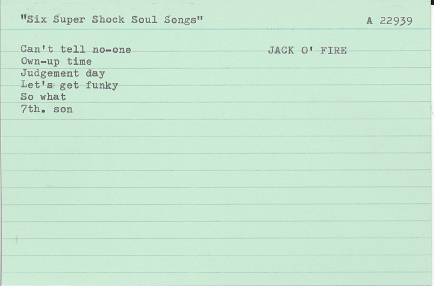 "Six Super Shock Soul Songs" A 22939
Can't tell no-one JACK O' FIRE
Own-up time
Judgement day
Let's get funky
So what
7th. son